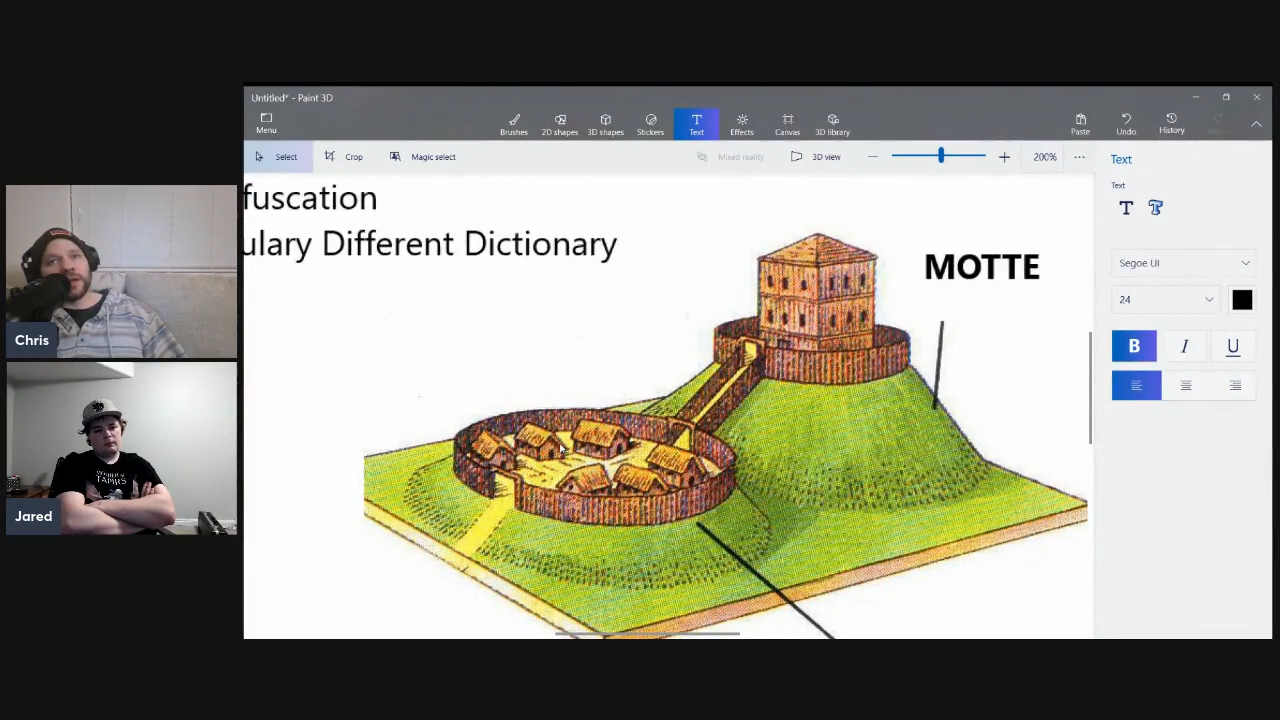 Untitled* - Paint 3D
Menu
Brushes
2D shapes
3D shapes
Stickers
Text
Effects
Canvas
3D library
Paste
Undo
History
Select
Crop
Magic select
Mixed reality
3D view
200%
Text
Text
Segoe UI
24
B I U
fuscation
ulary Different Dictionary
MOTTE
Chris
Jared